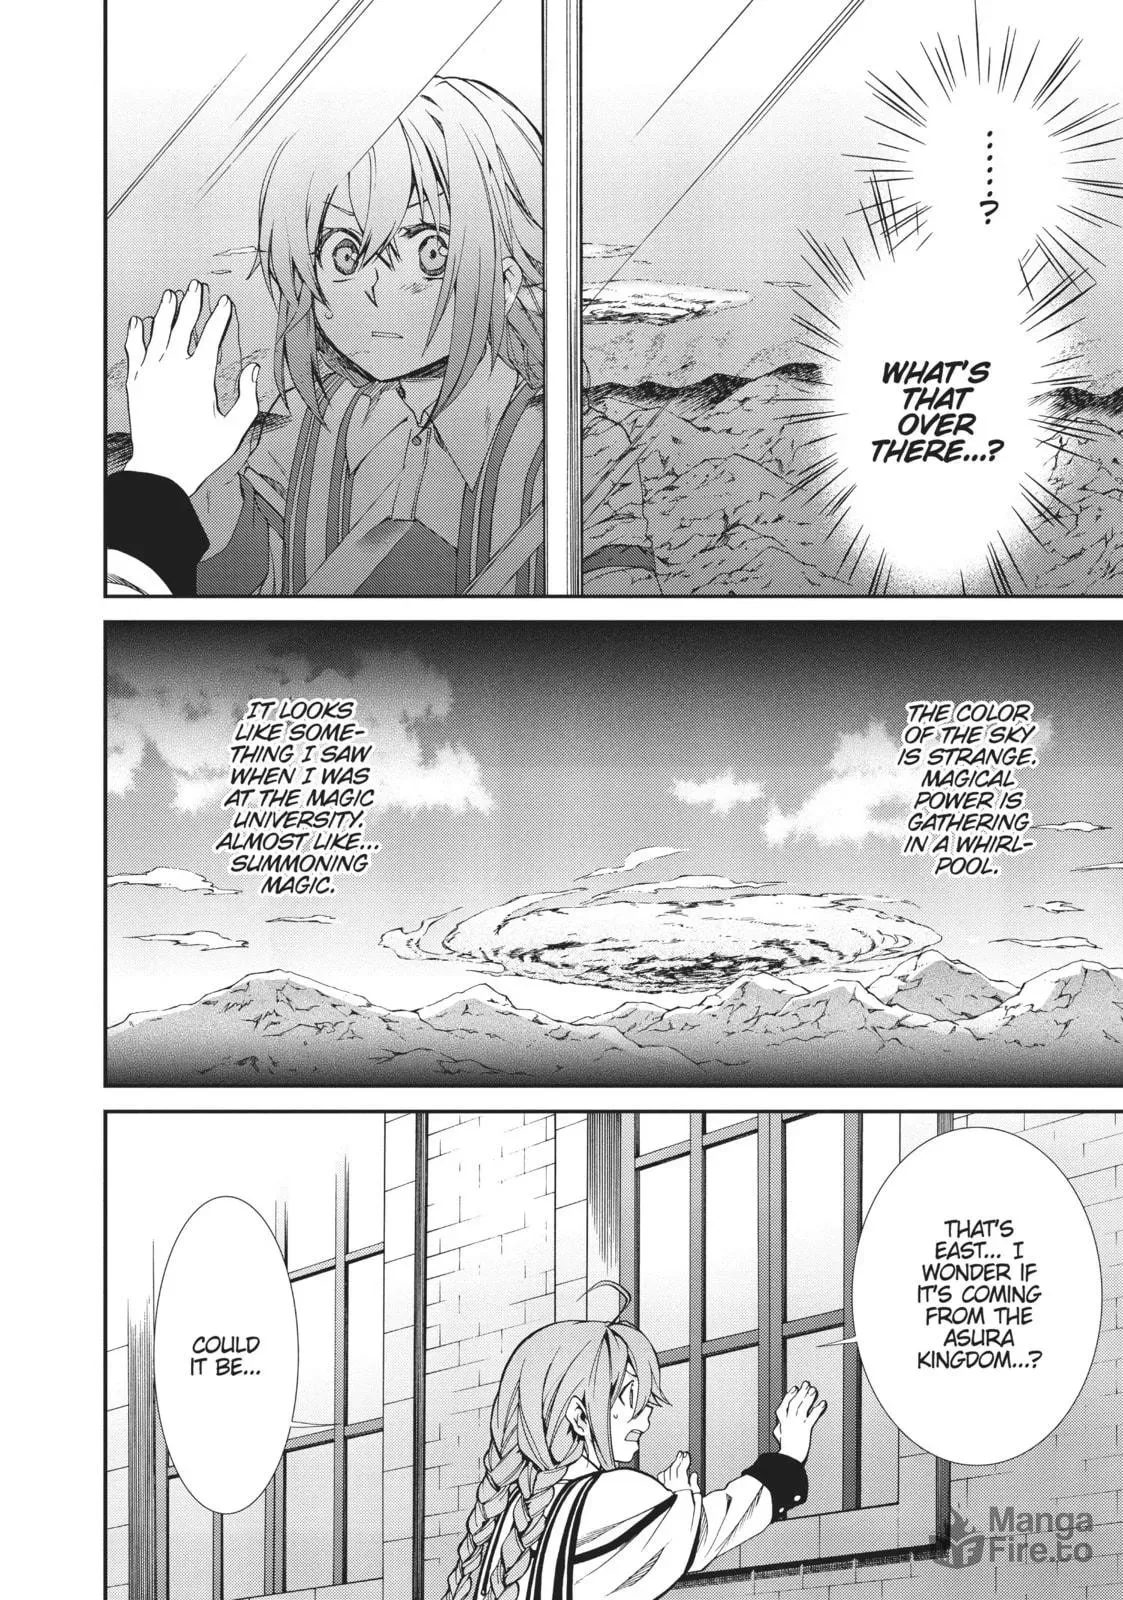 .......?
WHAT'S
THAT
OVER
THERE...?
THE COLOR
OF THE SKY
IS STRANGE.
MAGICAL
POWER IS
GATHERING
IN A WHIRL-
POOL.
IT LOOKS
LIKE SOME-
THING I SAW
WHEN I WAS
AT THE MAGIC
UNIVERSITY.
ALMOST LIKE...
SUMMONING
MAGIC.
THAT'S
EAST... I
WONDER IF
IT'S COMING
FROM THE
ASURA
KINGDOM...?
COULD
IT BE...
Manga
Fire.to